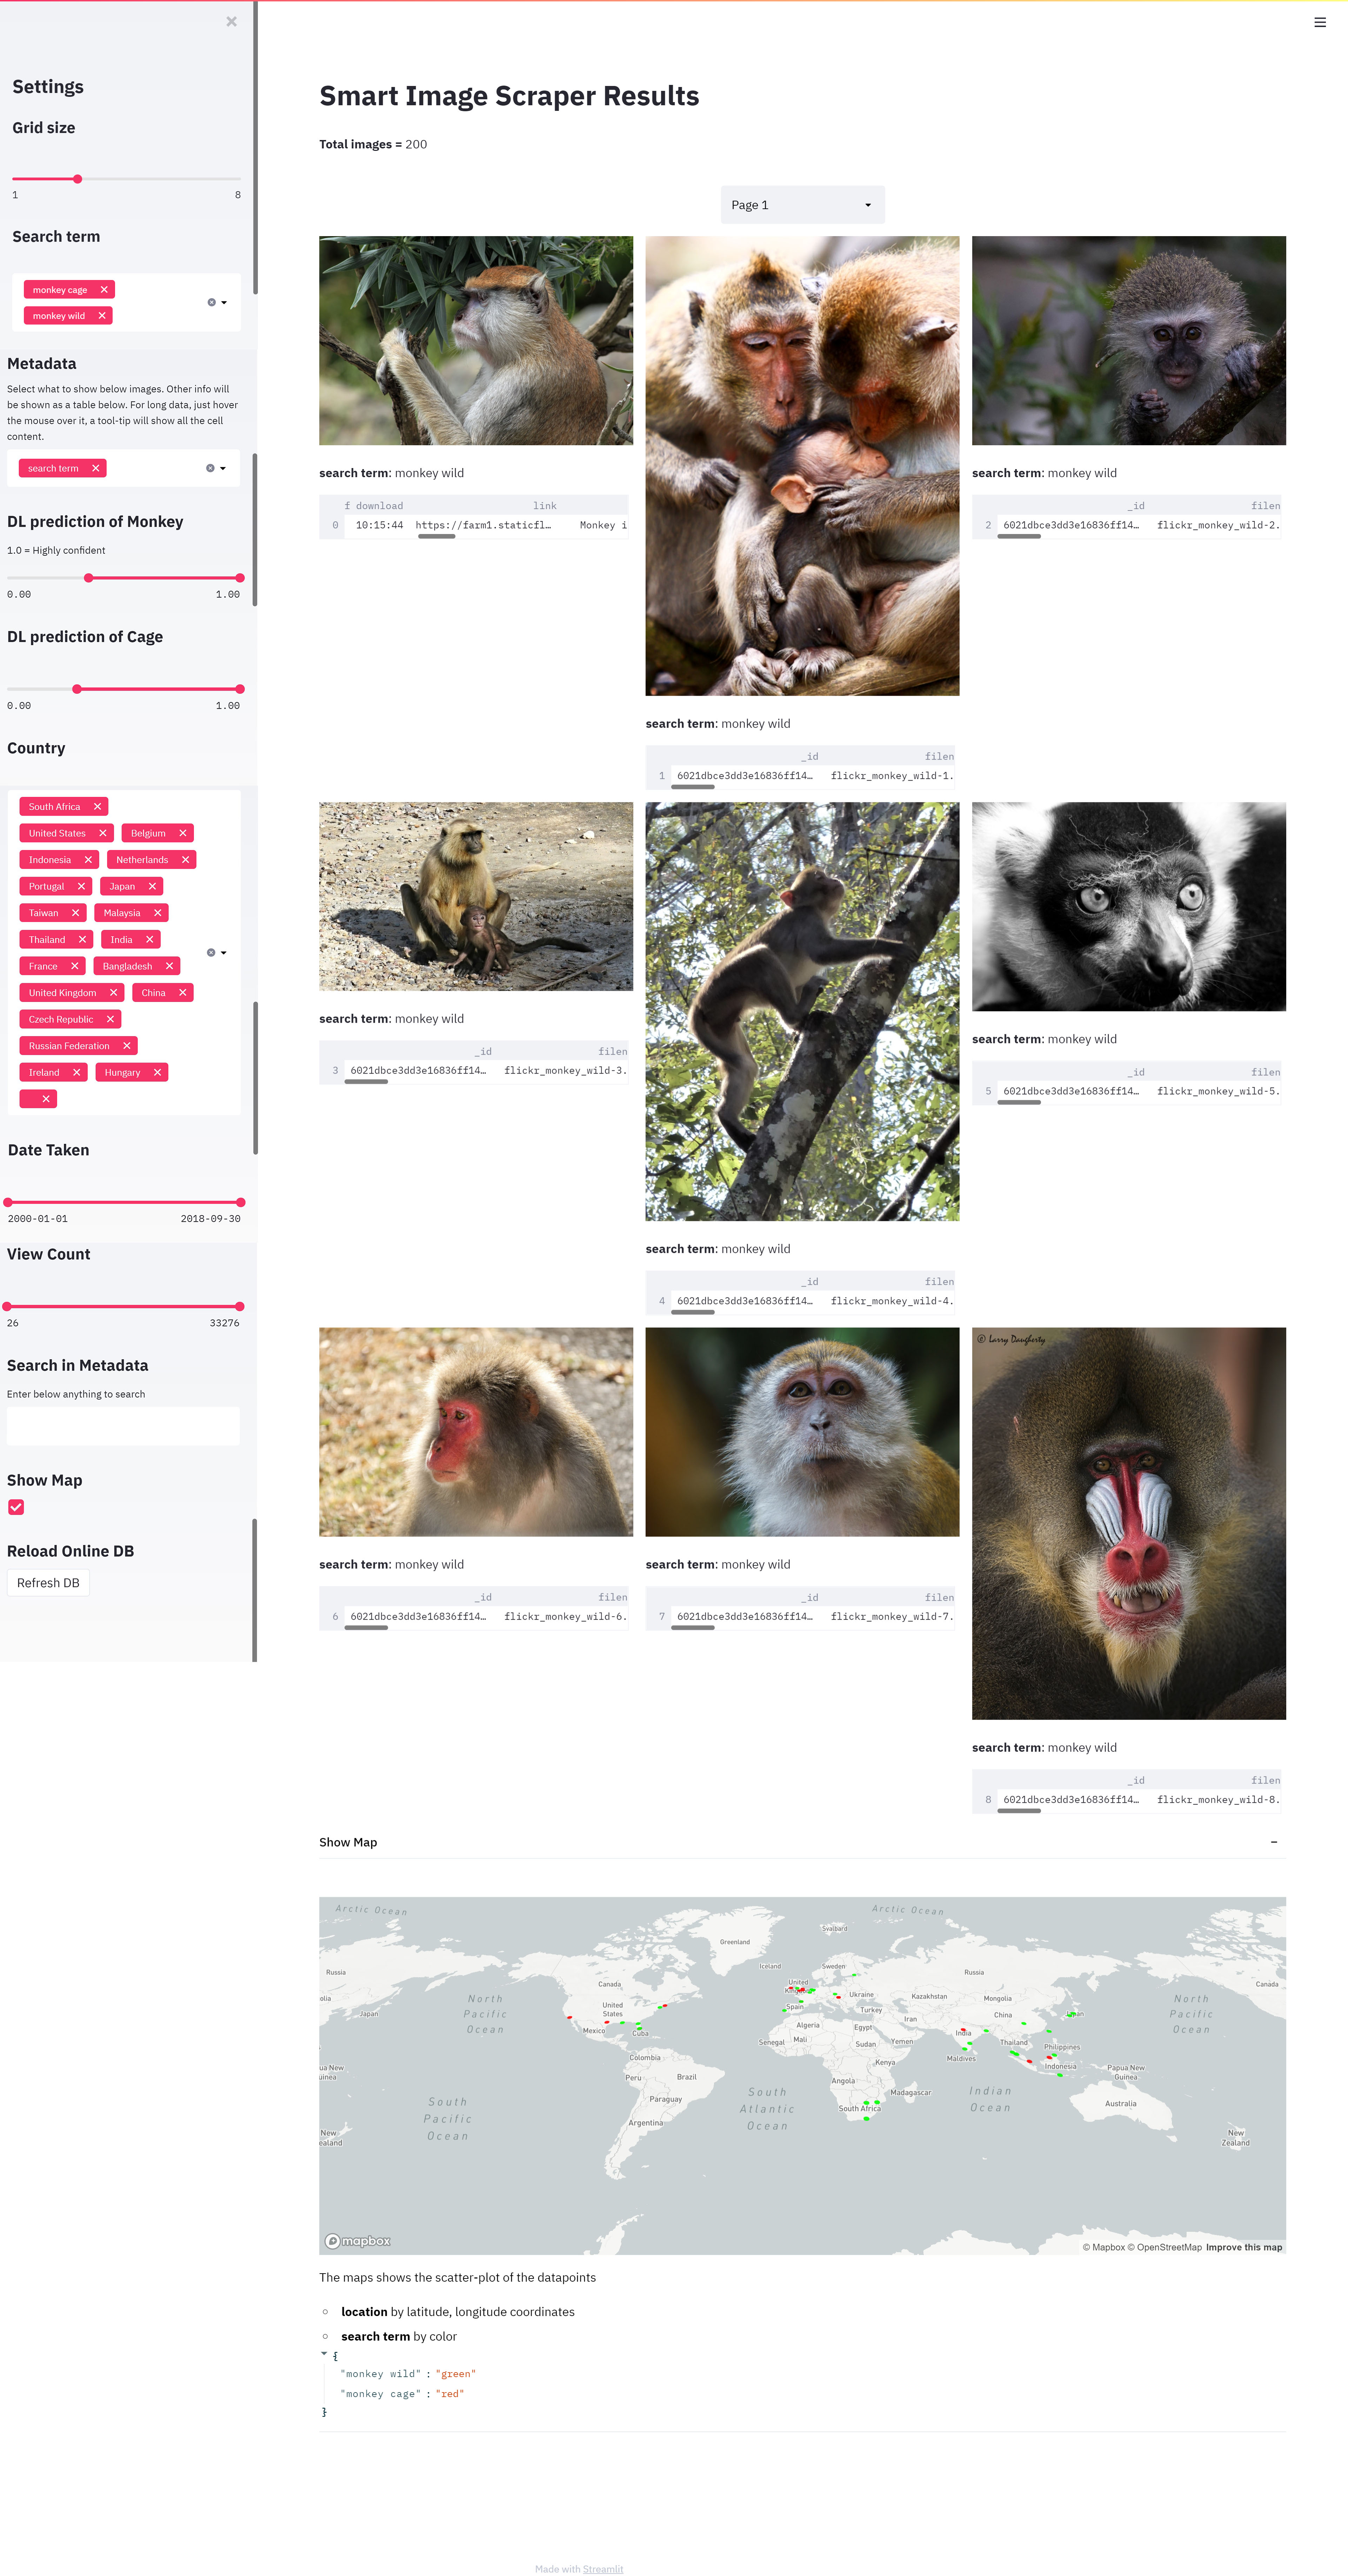 Settings
Grid size
1 8
Search term
monkey cage
monkey wild
Metadata
Select what to show below images. Other info will
be shown as a table below. For long data, just hover
the mouse over it, a tool-tip will show all the cell
content.
search term
DL prediction of Monkey
1.0 = Highly confident
0.00 1.00
DL prediction of Cage
0.00 1.00
Country
South Africa
United States Belgium
Indonesia Netherlands
Portugal Japan
Taiwan Malaysia
Thailand India
France Bangladesh
United Kingdom China
Czech Republic
Russian Federation
Ireland Hungary
Date Taken
2000-01-01 2018-09-30
View Count
26 33276
Search in Metadata
Enter below anything to search
Show Map
Reload Online DB
Refresh DB
Smart Image Scraper Results
Total images = 200
Page 1
search term: monkey wild
f download link
0 10:15:44 https://farm1.staticfl… Monkey i
search term: monkey wild
_id filen
1 6021dbce3dd3e16836ff14… flickr_monkey_wild-1.
search term: monkey wild
_id filen
2 6021dbce3dd3e16836ff14… flickr_monkey_wild-2.
search term: monkey wild
_id filen
3 6021dbce3dd3e16836ff14… flickr_monkey_wild-3.
search term: monkey wild
_id filen
4 6021dbce3dd3e16836ff14… flickr_monkey_wild-4.
search term: monkey wild
_id filen
5 6021dbce3dd3e16836ff14… flickr_monkey_wild-5.
search term: monkey wild
_id filen
6 6021dbce3dd3e16836ff14… flickr_monkey_wild-6.
search term: monkey wild
_id filen
7 6021dbce3dd3e16836ff14… flickr_monkey_wild-7.
© Larry Daugherty
search term: monkey wild
_id filen
8 6021dbce3dd3e16836ff14… flickr_monkey_wild-8.
Show Map
Arctic Ocean Arctic Ocean
Svalbard
Greenland
Iceland Sweden
Russia Russia
Canada Canada
United Kingdom
Ukraine
Kazakhstan
Mongolia
North Pacific Ocean
North Pacific Ocean
Japan Japan
United States
Spain
Turkey
China
Iran
Algeria
Egypt
Mexico
Cuba
India
Senegal Mali
Sudan Yemen
Thailand
Philippines
Colombia
Kenya
Maldives
Indonesia
Papua New Guinea
Peru Brazil
Angola
Madagascar
Paraguay
South Africa
Australia
South Pacific Ocean
South Atlantic Ocean
Indian Ocean
Argentina
New Zealand
mapbox
© Mapbox © OpenStreetMap Improve this map
The maps shows the scatter-plot of the datapoints
location by latitude, longitude coordinates
search term by color
{
"monkey wild" : "green"
"monkey cage" : "red"
}
Made with Streamlit